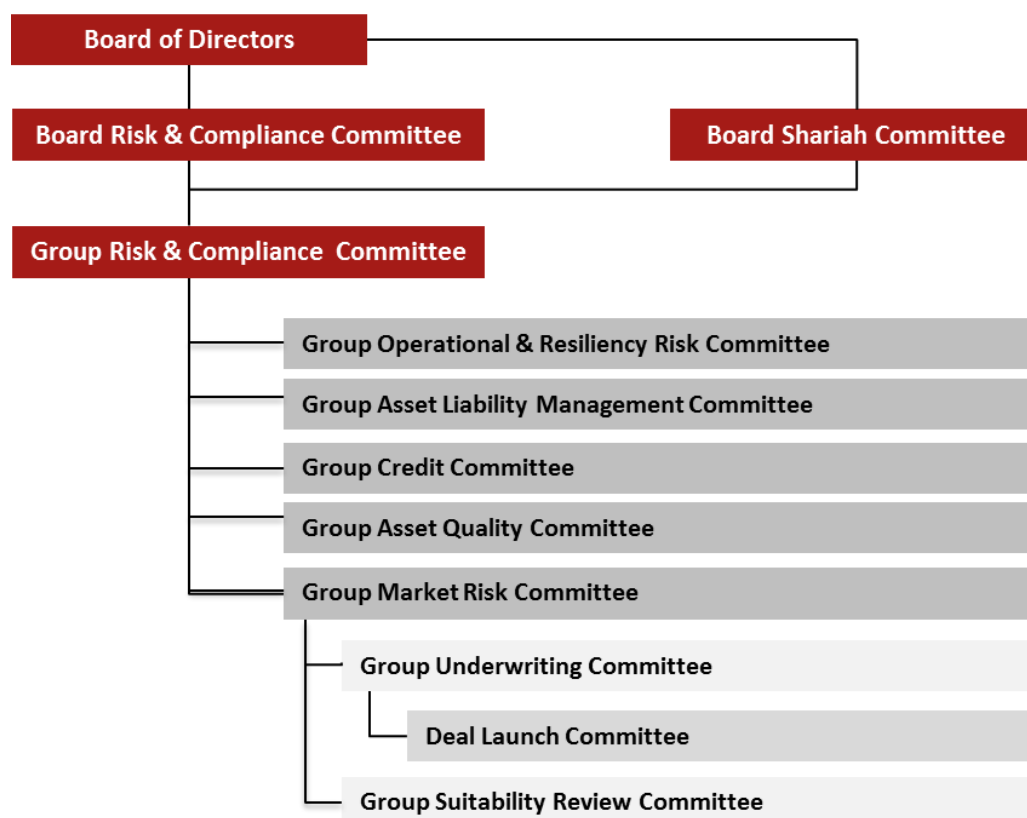 Board of Directors
Board Risk & Compliance Committee
Board Shariah Committee
Group Risk & Compliance Committee
Group Operational & Resiliency Risk Committee
Group Asset Liability Management Committee
Group Credit Committee
Group Asset Quality Committee
Group Market Risk Committee
Group Underwriting Committee
Deal Launch Committee
Group Suitability Review Committee